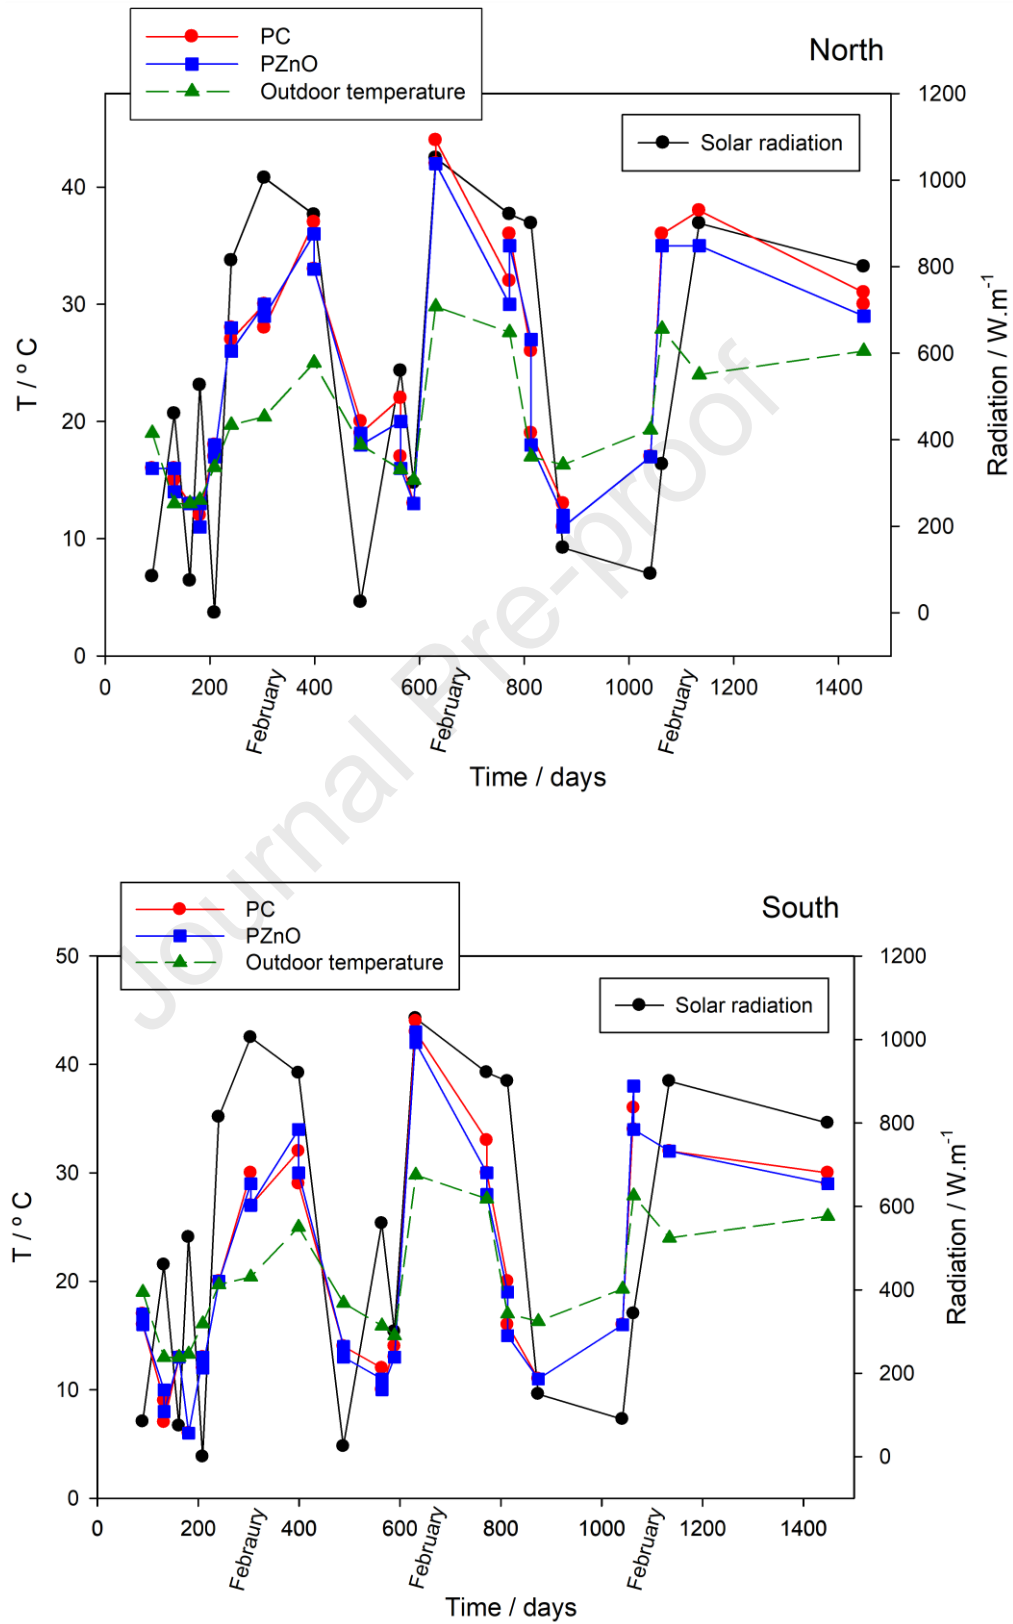 PC
PZnO
Outdoor temperature
North
Solar radiation
40
30
20
10
0
T / º C
1200
1000
800
600
400
200
0
Radiation / W.m⁻¹
0 200 400 600 800 1000 1200 1400
February February February
Time / days
Journal Pre-proof
PC
PZnO
Outdoor temperature
South
Solar radiation
50
40
30
20
10
0
T / º C
1200
1000
800
600
400
200
0
Radiation / W.m⁻¹
0 200 400 600 800 1000 1200 1400
Febraury February February
Time / days